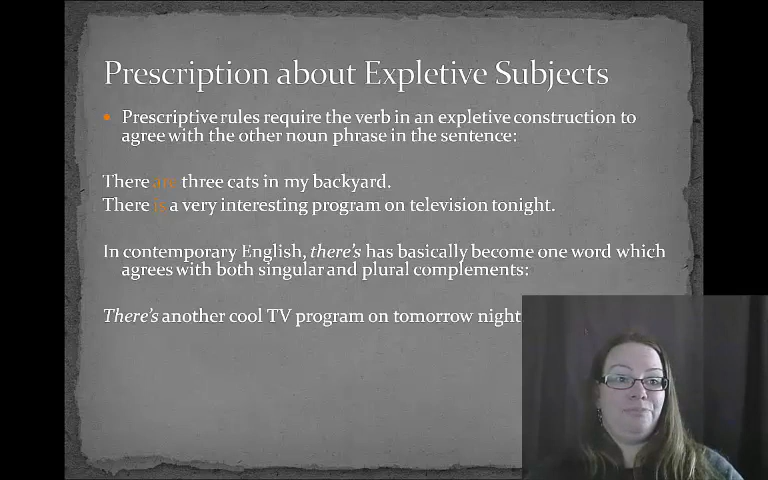 Prescription about Expletive Subjects
Prescriptive rules require the verb in an expletive construction to
agree with the other noun phrase in the sentence:
There are three cats in my backyard.
There is a very interesting program on television tonight.
In contemporary English, there's has basically become one word which
agrees with both singular and plural complements:
There's another cool TV program on tomorrow night